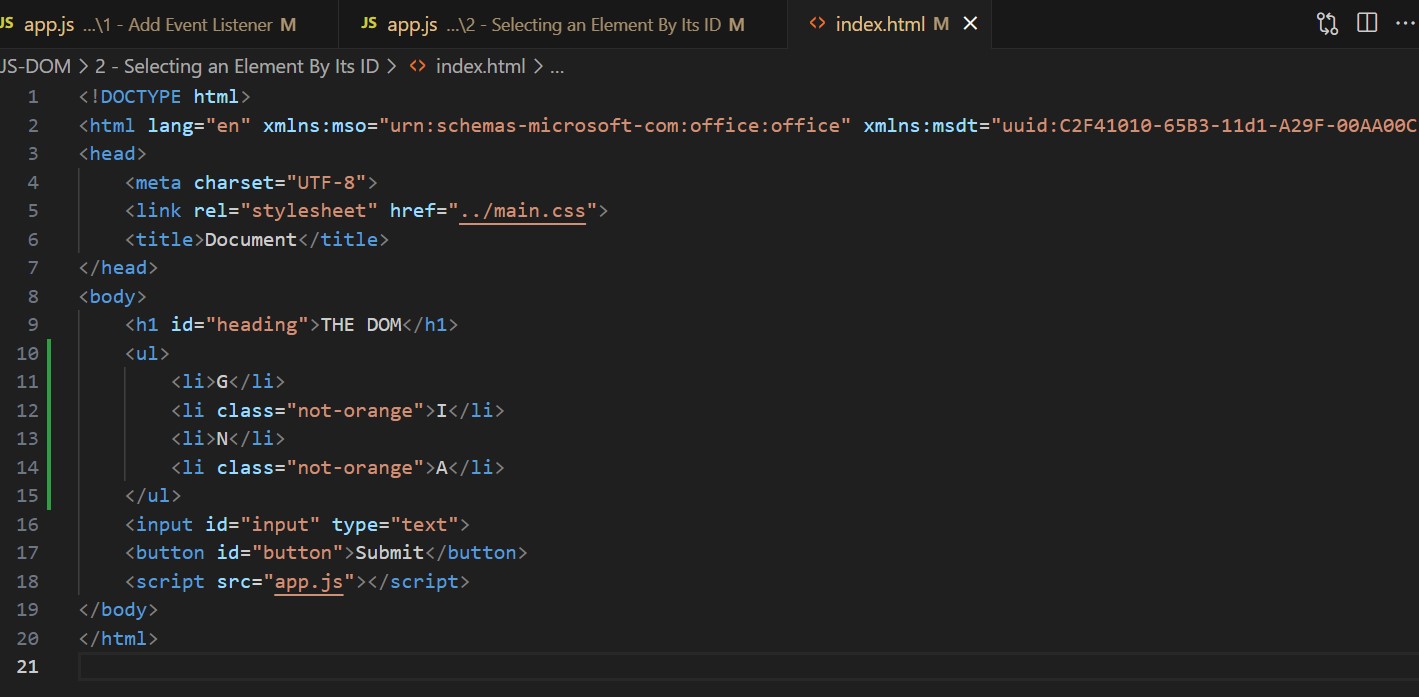 JS app.js ...\1 - Add Event Listener M JS app.js ...\2 - Selecting an Element By Its ID M <> index.html M ✕ ...
JS-DOM > 2 - Selecting an Element By Its ID > <> index.html > ...
1 <!DOCTYPE html>
2 <html lang="en" xmlns:mso="urn:schemas-microsoft-com:office:office" xmlns:msdt="uuid:C2F41010-65B3-11d1-A29F-00AA00C
3 <head>
4     <meta charset="UTF-8">
5     <link rel="stylesheet" href="../main.css">
6     <title>Document</title>
7 </head>
8 <body>
9     <h1 id="heading">THE DOM</h1>
10     <ul>
11         <li>G</li>
12         <li class="not-orange">I</li>
13         <li>N</li>
14         <li class="not-orange">A</li>
15     </ul>
16     <input id="input" type="text">
17     <button id="button">Submit</button>
18     <script src="app.js"></script>
19 </body>
20 </html>
21